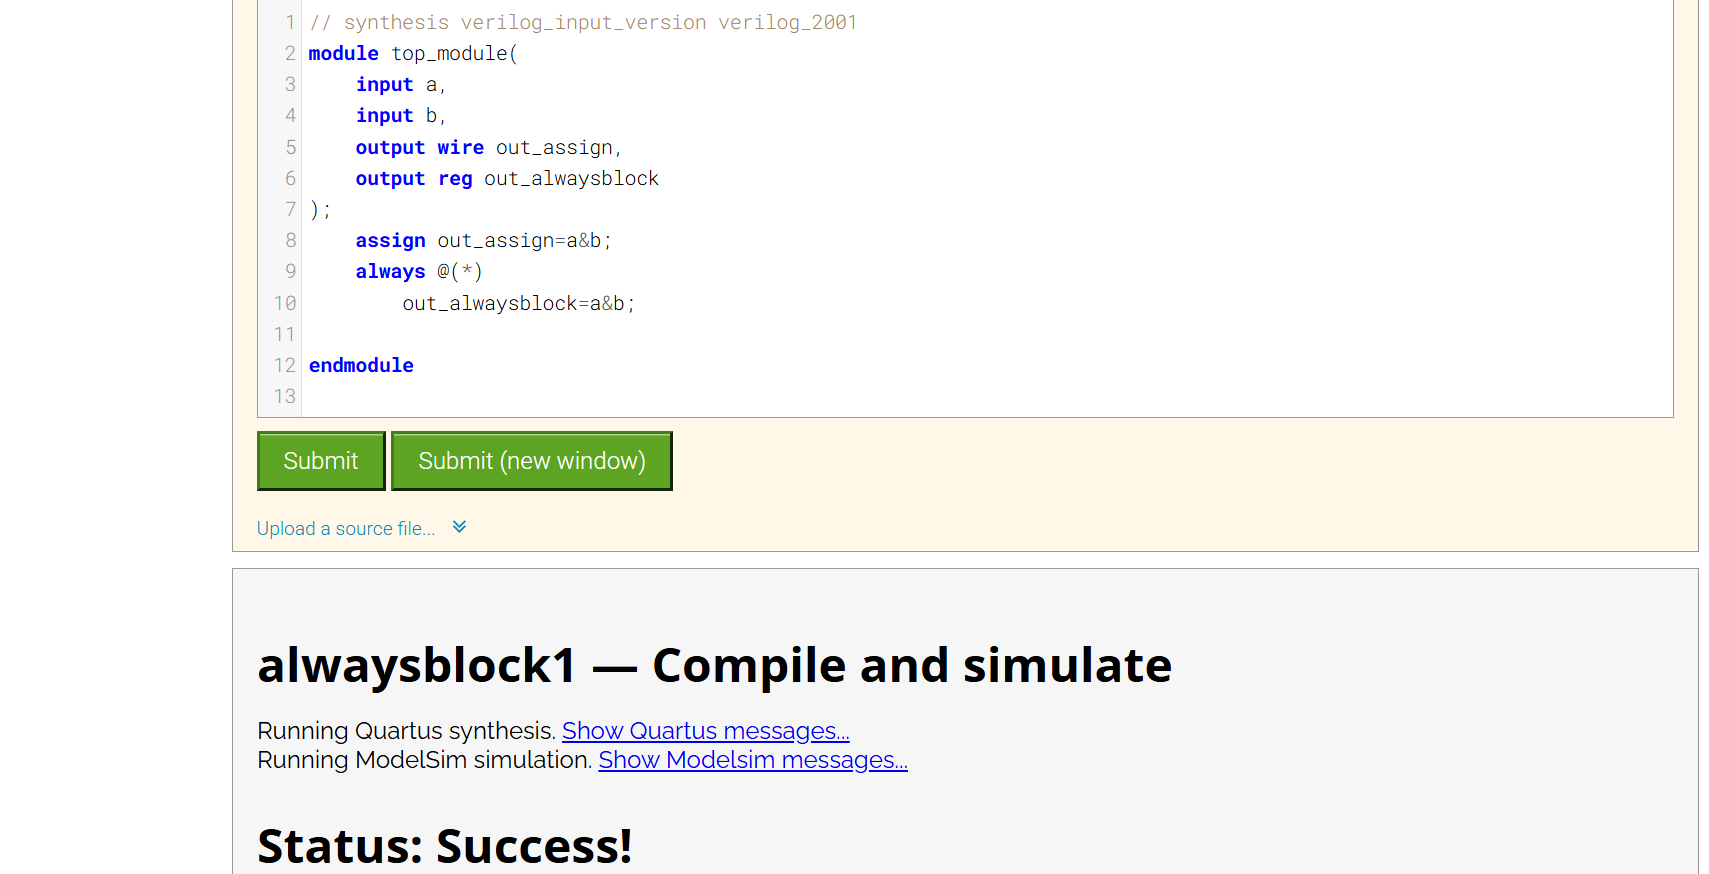 1 // synthesis verilog_input_version verilog_2001
2 module top_module(
3     input a,
4     input b,
5     output wire out_assign,
6     output reg out_alwaysblock
7 );
8     assign out_assign=a&b;
9     always @(*)
10         out_alwaysblock=a&b;
11
12 endmodule
13
Submit Submit (new window)
Upload a source file...
alwaysblock1 — Compile and simulate
Running Quartus synthesis. Show Quartus messages...
Running ModelSim simulation. Show Modelsim messages...
Status: Success!